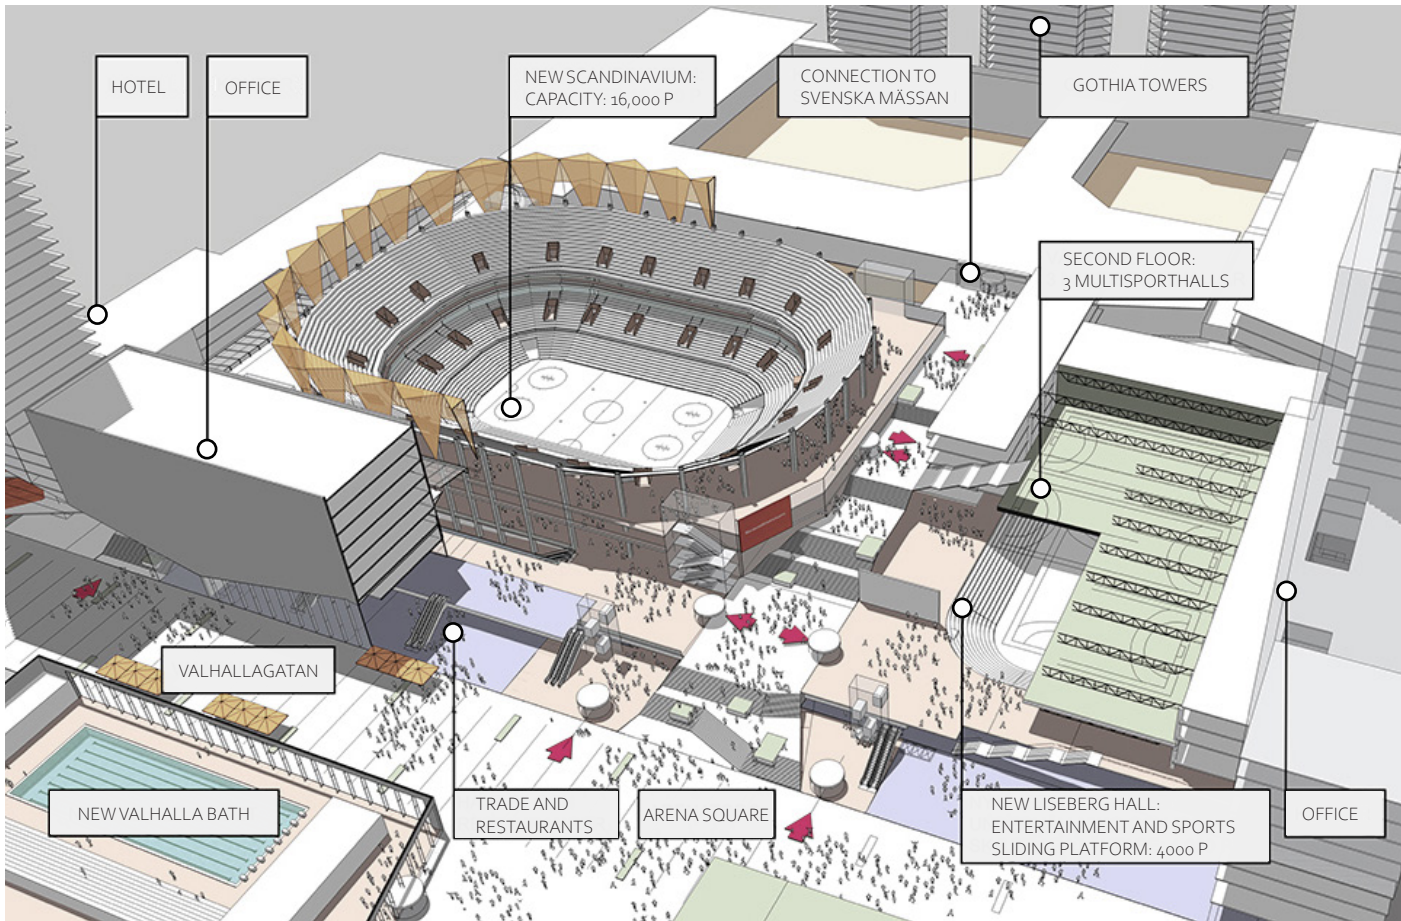 HOTEL
OFFICE
NEW SCANDINAVIUM:
CAPACITY: 16,000 P
CONNECTION TO
SVENSKA MÄSSAN
GOTHIA TOWERS
SECOND FLOOR:
3 MULTISPORTHALLS
VALHALLAGATAN
NEW VALHALLA BATH
TRADE AND
RESTAURANTS
ARENA SQUARE
NEW LISEBERG HALL:
ENTERTAINMENT AND SPORTS
SLIDING PLATFORM: 4000 P
OFFICE